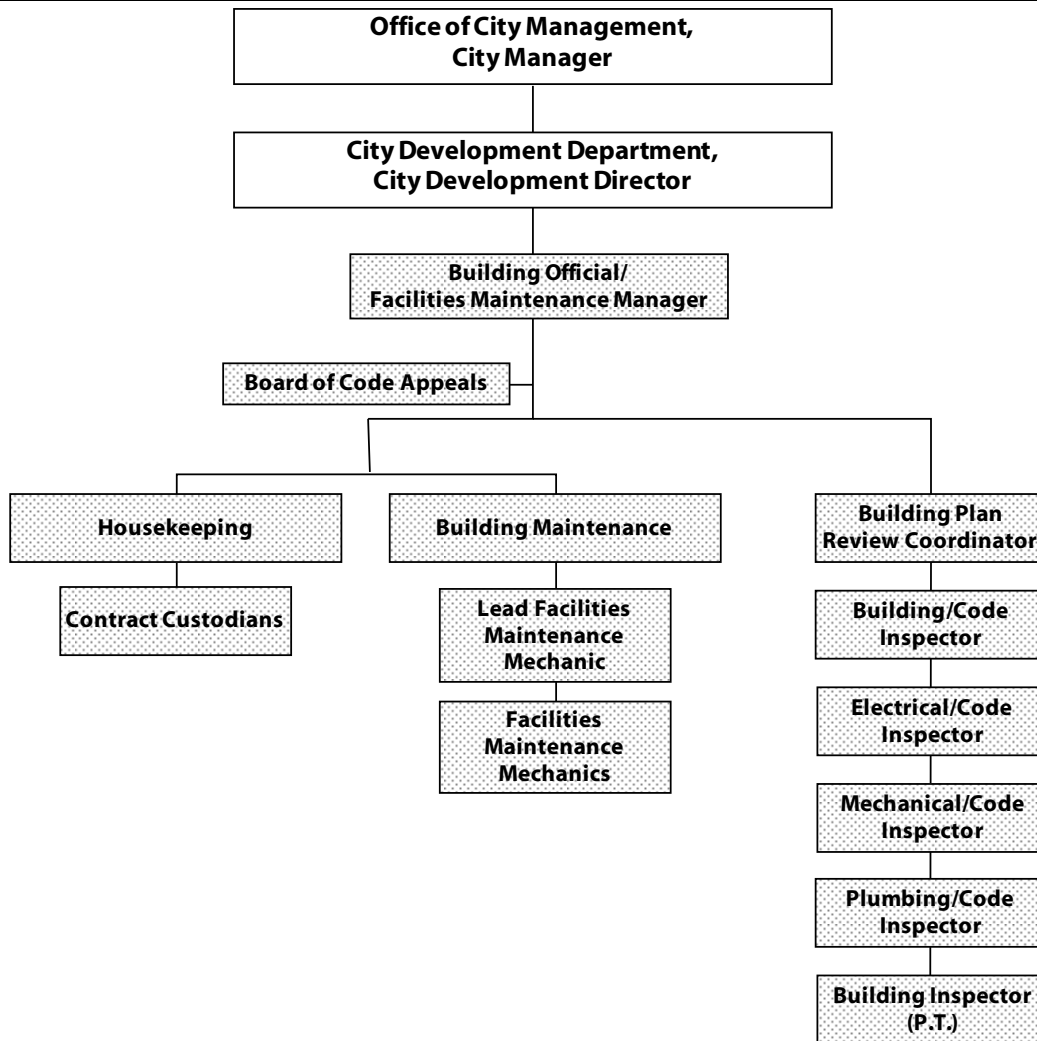 Office of City Management,
City Manager
City Development Department,
City Development Director
Building Official/
Facilities Maintenance Manager
Board of Code Appeals
Housekeeping
Contract Custodians
Building Maintenance
Lead Facilities
Maintenance
Mechanic
Facilities
Maintenance
Mechanics
Building Plan
Review Coordinator
Building/Code
Inspector
Electrical/Code
Inspector
Mechanical/Code
Inspector
Plumbing/Code
Inspector
Building Inspector
(P.T.)